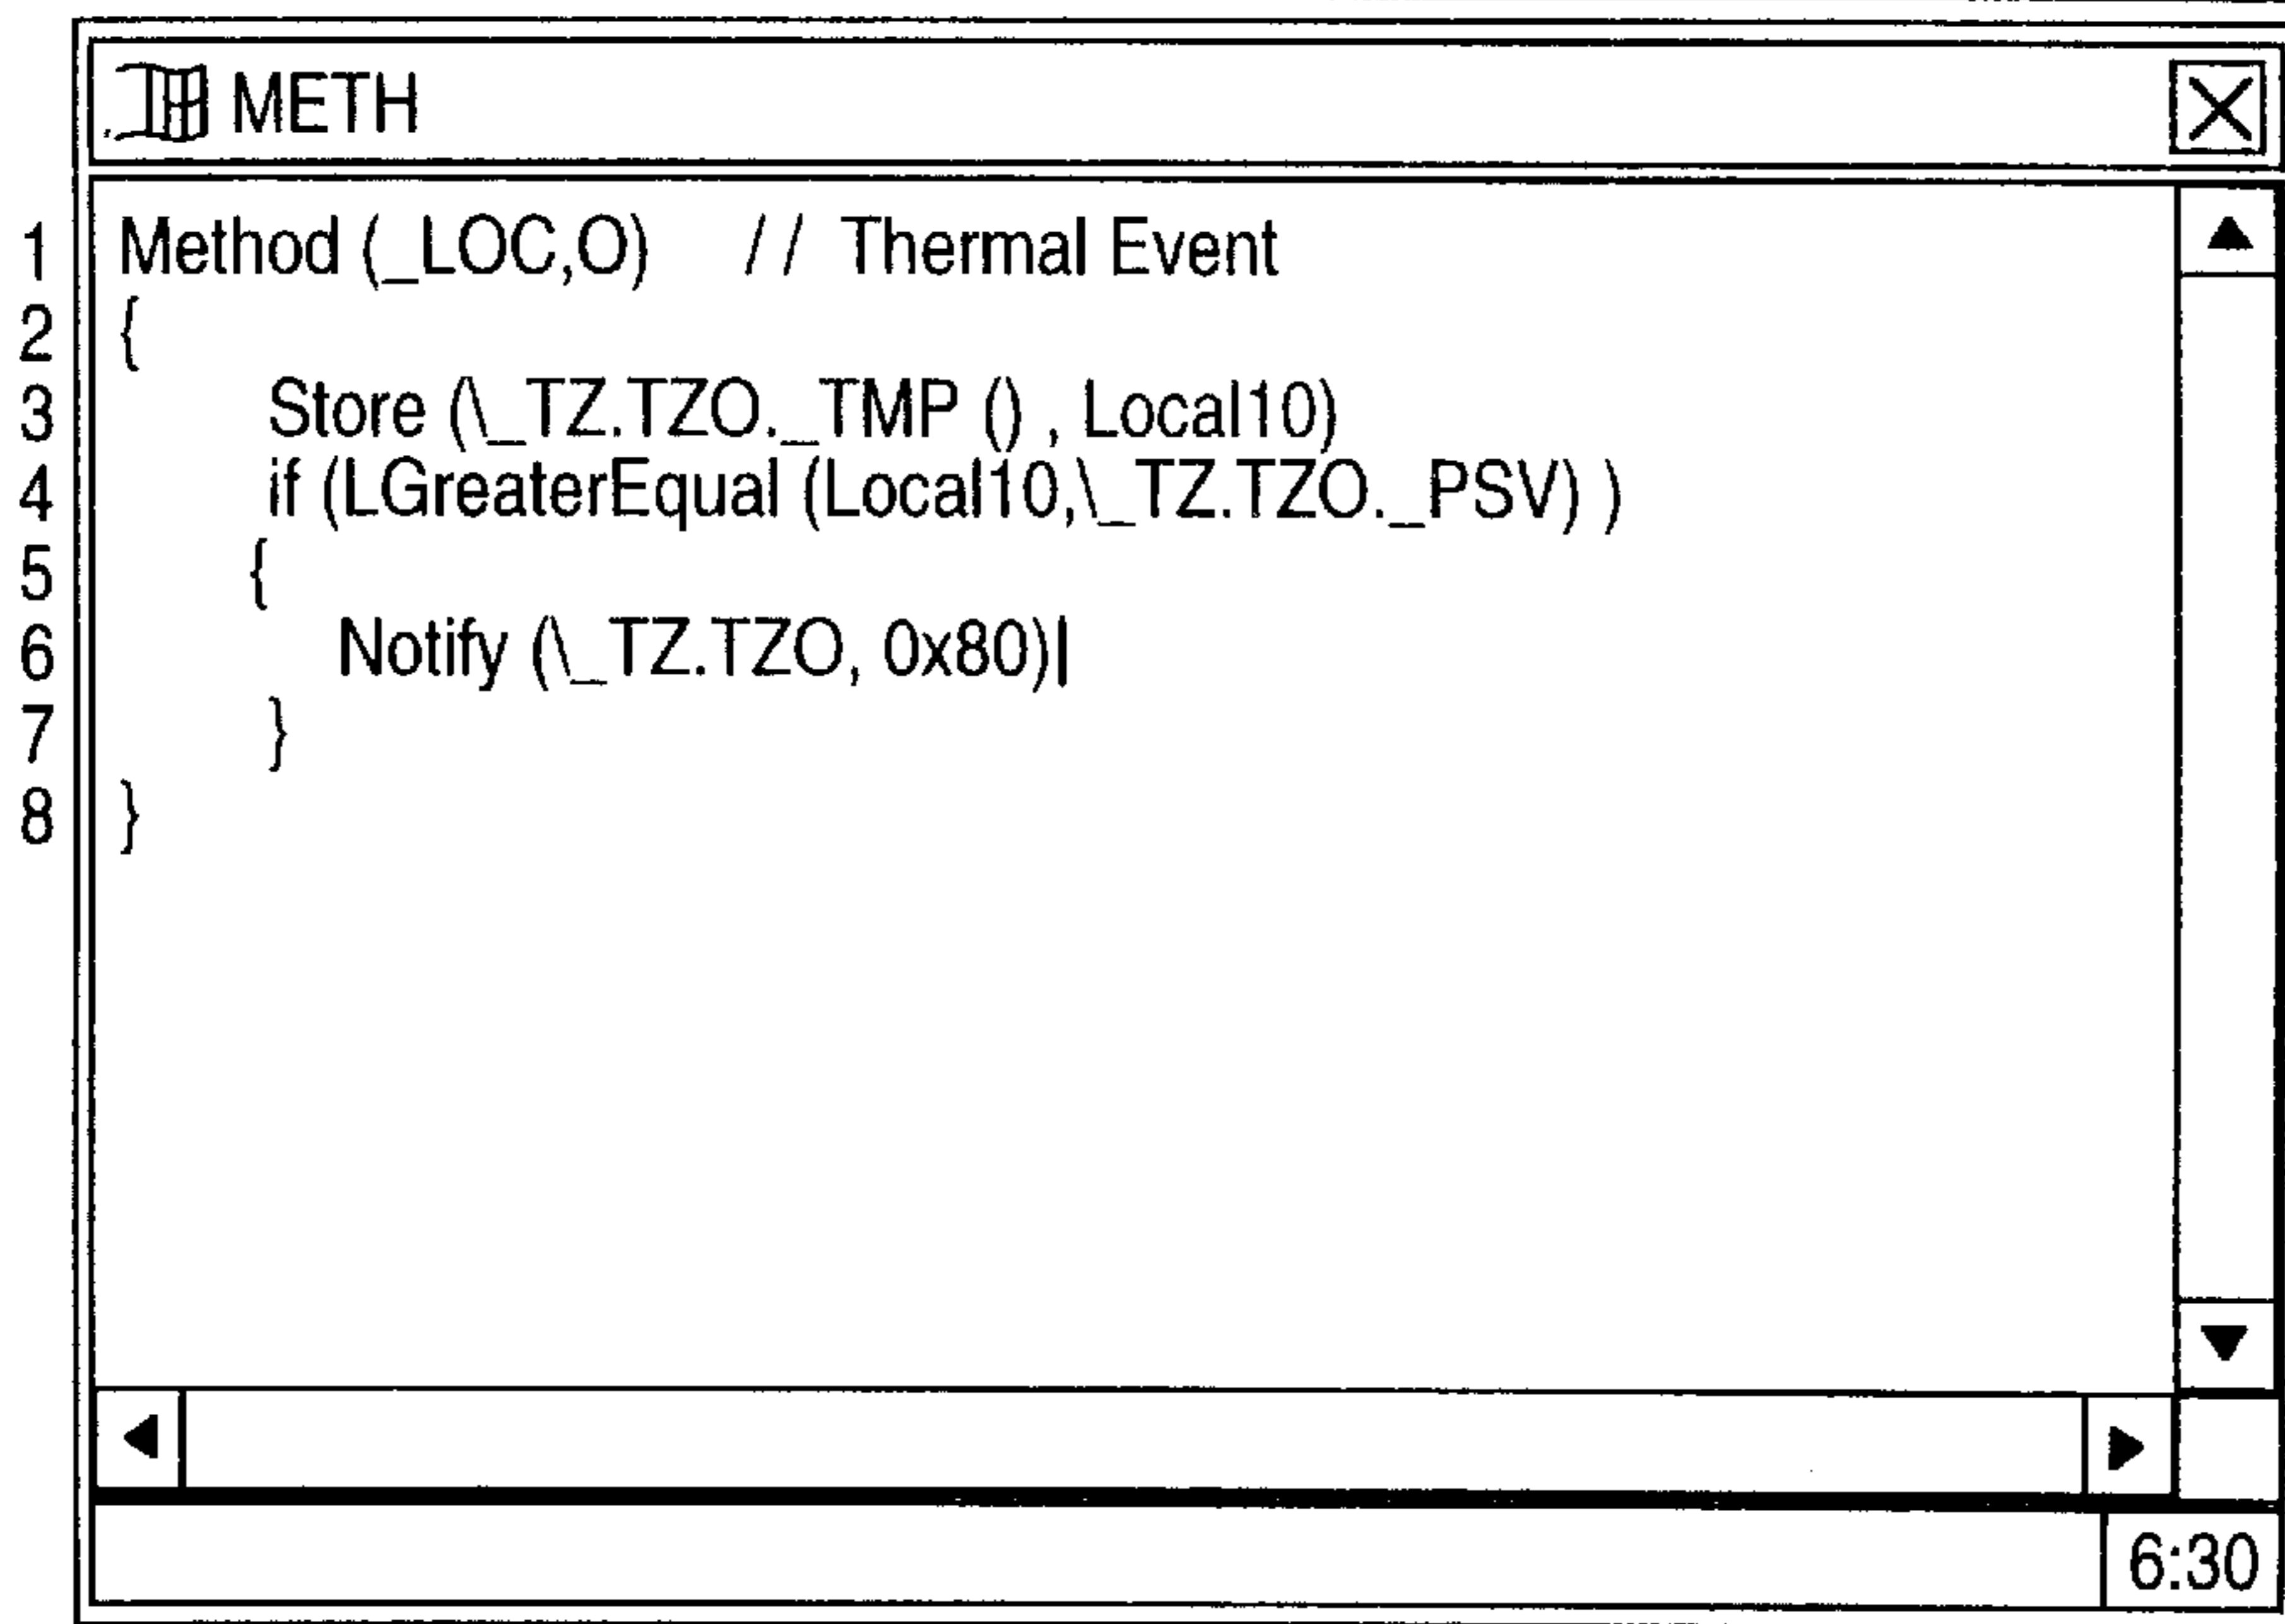 METH
1 Method (_LOC,O) // Thermal Event
2 {
3 Store (\_TZ.TZO._TMP () , Local10)
4 if (LGreaterEqual (Local10,\_TZ.TZO._PSV) )
5 {
6 Notify (\_TZ.TZO, 0x80)|
7 }
8 }
6:30